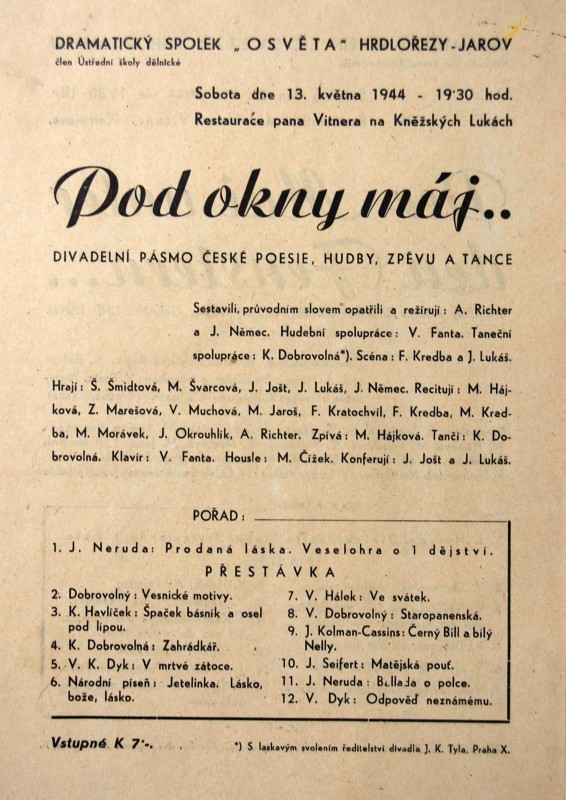 DRAMATICKÝ SPOLEK „OSVĚTA" HRDLOŘEZY-JAROV
člen Ústřední školy dělnické
Sobota dne 13. května 1944 - 19'30 hod.
Restaurace pana Vitnera na Kněžských Lukách
Pod okny máj..
DIVADELNÍ PÁSMO ČESKÉ POESIE, HUDBY, ZPĚVU A TANCE
Sestavili, průvodním slovem opatřili a režírují: A. Richter
a J. Němec. Hudební spolupráce: V. Fanta. Taneční
spolupráce: K. Dobrovolná*). Scéna: F. Kredba a J. Lukáš.
Hrají: Š. Šmidtová, M. Švarcová, J. Jošt, J. Lukáš, J. Němec. Recitují: M. Háj-
ková, Z. Marešová, V. Muchová, M. Jaroš, F. Kratochvíl, F. Kredba, M. Kred-
ba, M. Morávek, J. Okrouhlík, A. Richter. Zpívá: M. Hájková. Tančí: K. Do-
brovolná. Klavír: V. Fanta. Housle: M. Čížek. Konferují: J. Jošt a J. Lukáš.
POŘAD:
1. J. Neruda: Prodaná láska. Veselohra o 1 dějství.
PŘESTÁVKA
2. Dobrovolný: Vesnické motivy.
3. K. Havlíček: Špaček básník a osel
pod lípou.
4. K. Dobrovolná: Zahrádkář.
5. V. K. Dyk: V mrtvé zátoce.
6. Národní píseň: Jetelinka. Lásko,
bože, lásko.
7. V. Hálek: Ve svátek.
8. V. Dobrovolný: Staropanenská.
9. J. Kolman-Cassins: Černý Bill a bílý
Nelly.
10. J. Seifert: Matějská pouť.
11. J. Neruda: Balada o polce.
12. V. Dyk: Odpověď neznámému.
Vstupné K 7'-.
*) S laskavým svolením ředitelství divadla J. K. Tyla, Praha X.